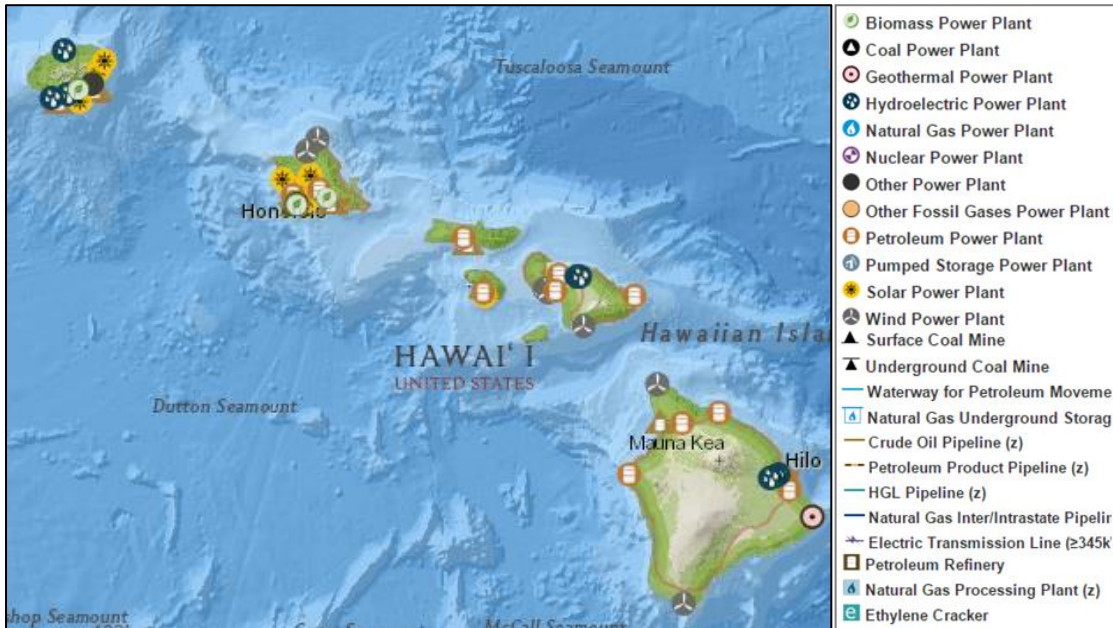 Tuscaloosa Seamount
Honolulu
Hawaiian Islan
HAWAI‘I
UNITED STATES
Dutton Seamount
Mauna Kea
Hilo
shop Seamount
McCall Seamount
Biomass Power Plant
Coal Power Plant
Geothermal Power Plant
Hydroelectric Power Plant
Natural Gas Power Plant
Nuclear Power Plant
Other Power Plant
Other Fossil Gases Power Plant
Petroleum Power Plant
Pumped Storage Power Plant
Solar Power Plant
Wind Power Plant
Surface Coal Mine
Underground Coal Mine
Waterway for Petroleum Moveme
Natural Gas Underground Storag
Crude Oil Pipeline (z)
Petroleum Product Pipeline (z)
HGL Pipeline (z)
Natural Gas Inter/Intrastate Pipelin
Electric Transmission Line (≥345k
Petroleum Refinery
Natural Gas Processing Plant (z)
Ethylene Cracker